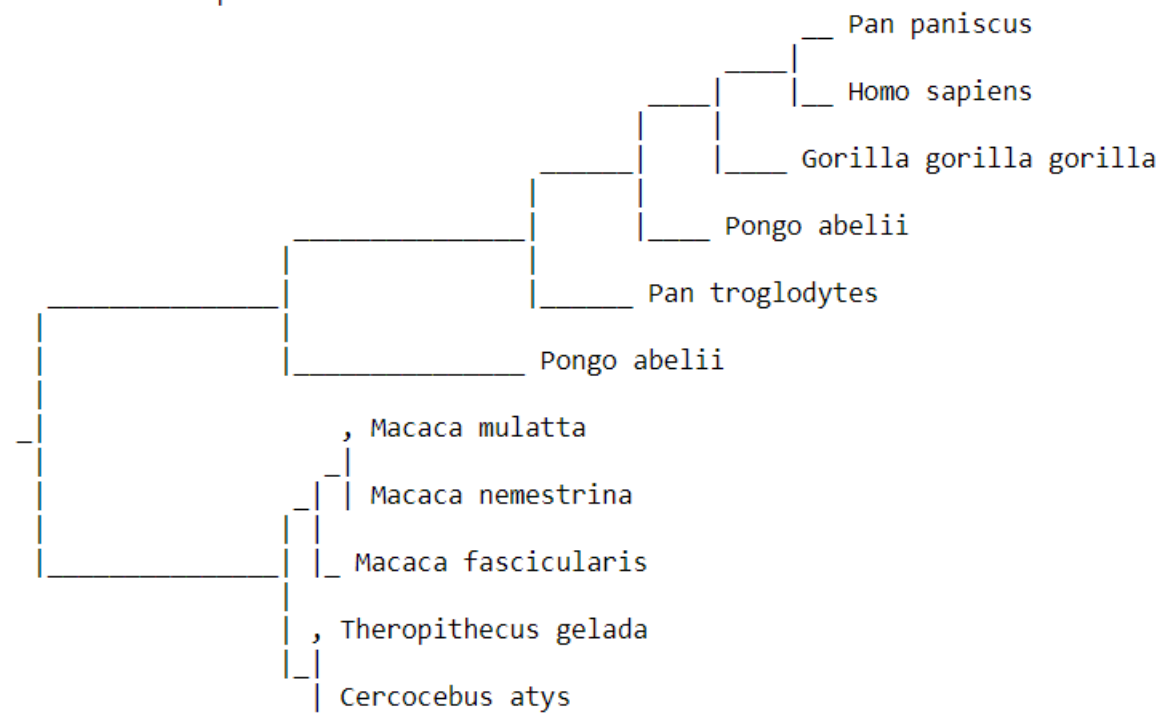 Pan paniscus
Homo sapiens
Gorilla gorilla gorilla
Pongo abelii
Pan troglodytes
Pongo abelii
Macaca mulatta
Macaca nemestrina
Macaca fascicularis
Theropithecus gelada
Cercocebus atys